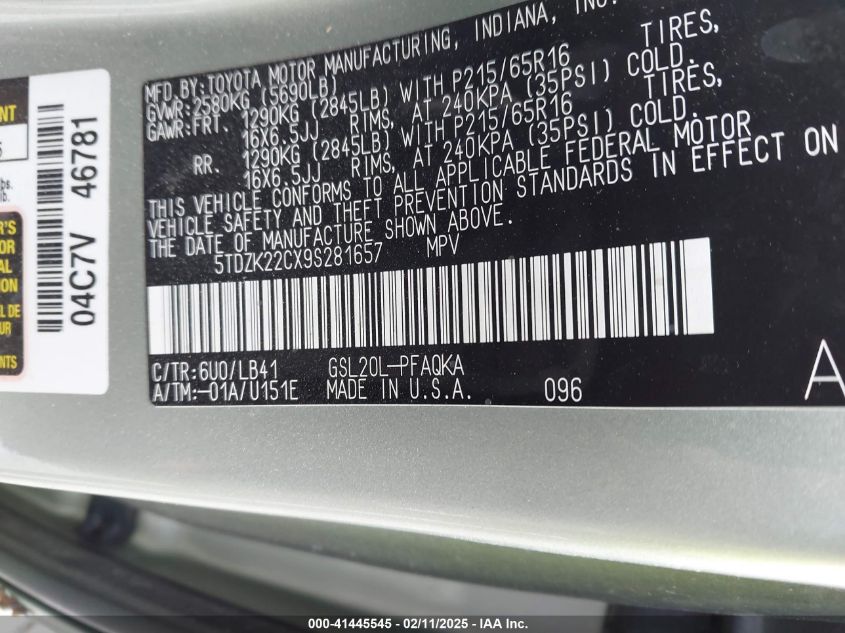 MFD.BY:TOYOTA MOTOR MANUFACTURING, INDIANA, INC.
GVWR:2580KG (5690LB)
GAWR:FRT. 1290KG (2845LB) WITH P215/65R16 TIRES,
16X6.5JJ RIMS, AT 240KPA (35PSI) COLD.
RR. 1290KG (2845LB) WITH P215/65R16 TIRES,
16X6.5JJ RIMS, AT 240KPA (35PSI) COLD.
THIS VEHICLE CONFORMS TO ALL APPLICABLE FEDERAL MOTOR
VEHICLE SAFETY AND THEFT PREVENTION STANDARDS IN EFFECT ON
THE DATE OF MANUFACTURE SHOWN ABOVE.
5TDZK22CX9S281657 MPV
C/TR:6U0/LB41 GSL20L-PFAQKA
A/TM:-01A/U151E MADE IN U.S.A. 096
A
04C7V 46781
000-41445545 - 02/11/2025 - IAA Inc.